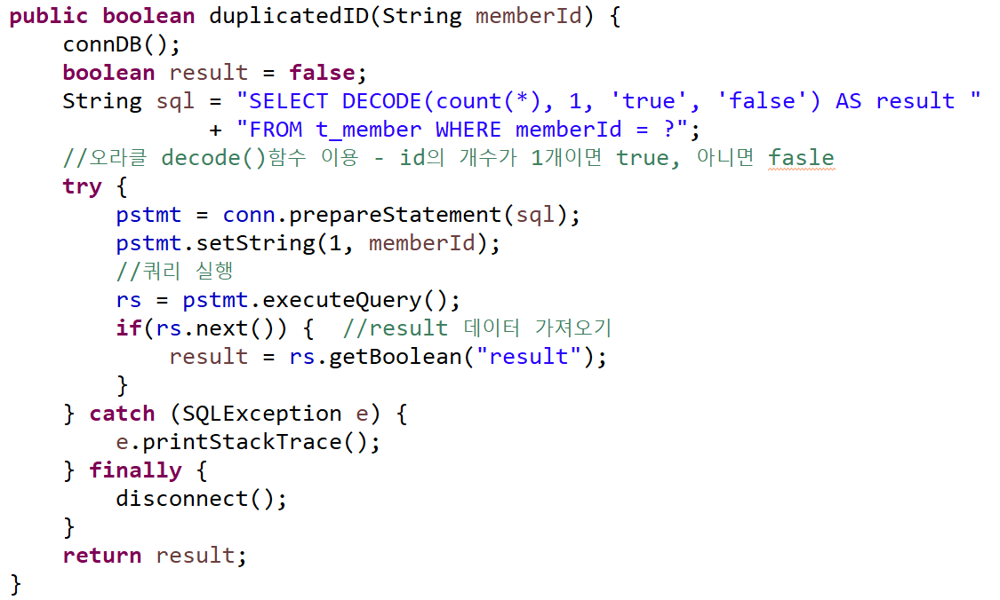 public boolean duplicatedID(String memberId) {
    connDB();
    boolean result = false;
    String sql = "SELECT DECODE(count(*), 1, 'true', 'false') AS result "
               + "FROM t_member WHERE memberId = ?";
    //오라클 decode()함수 이용 - id의 개수가 1개이면 true, 아니면 fasle
    try {
        pstmt = conn.prepareStatement(sql);
        pstmt.setString(1, memberId);
        //쿼리 실행
        rs = pstmt.executeQuery();
        if(rs.next()) {  //result 데이터 가져오기
            result = rs.getBoolean("result");
        }
    } catch (SQLException e) {
        e.printStackTrace();
    } finally {
        disconnect();
    }
    return result;
}